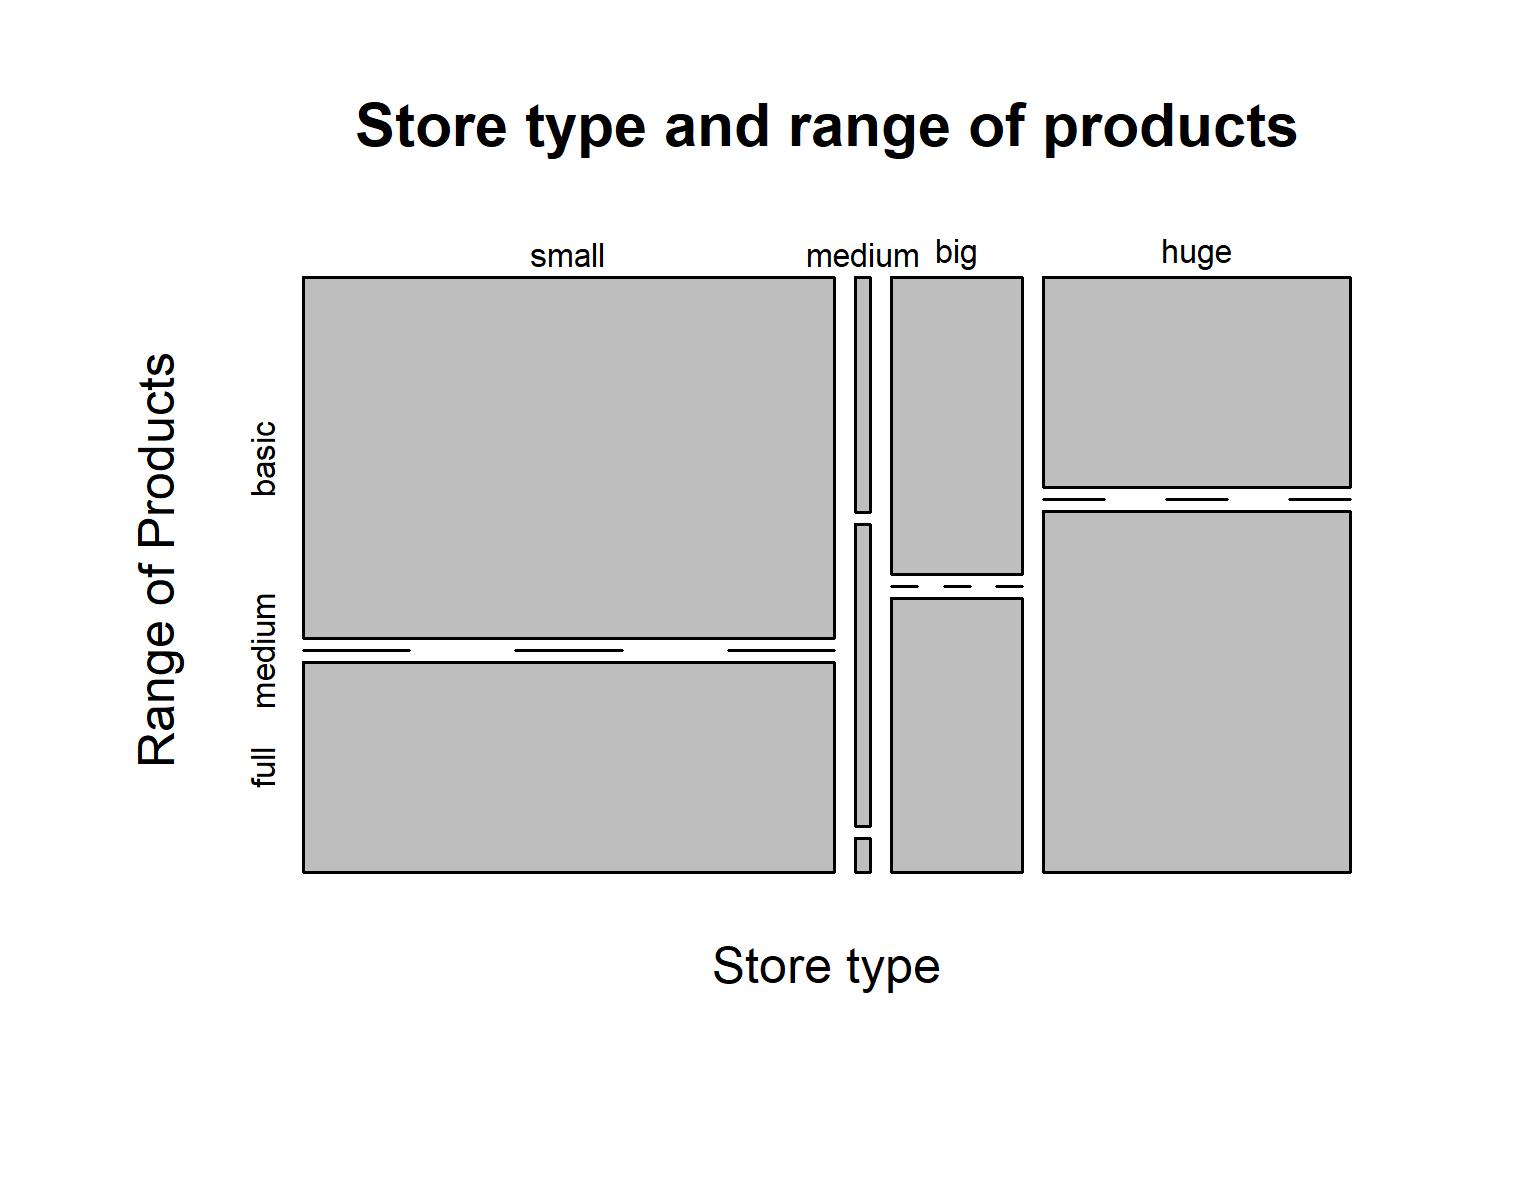 Store type and range of products
small
medium
big
huge
Range of Products
basic
medium
full
Store type